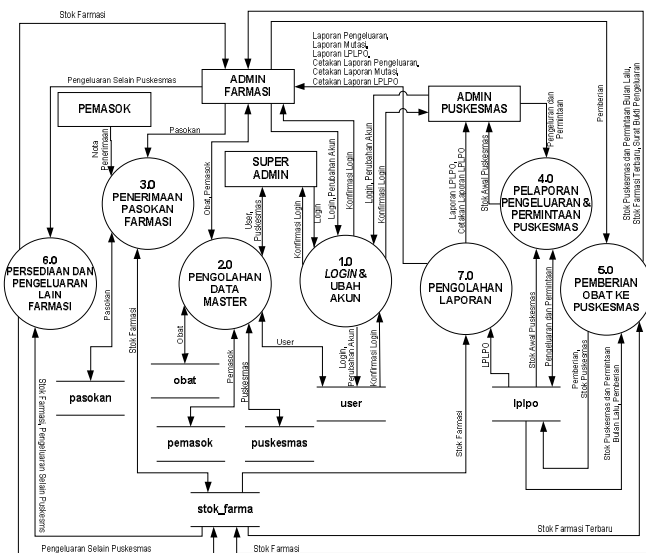 Stok Farmasi
Laporan Pengeluaran,
Laporan Mutasi,
Laporan LPLPO,
Cetakan Laporan Pengeluaran,
Cetakan Laporan Mutasi,
Cetakan Laporan LPLPO
Pengeluaran Selain Puskesmas
ADMIN
FARMASI
PEMASOK
ADMIN
PUSKESMAS
Pasokan
Nota
Penerimaan
SUPER
ADMIN
Obat, Pemasok
User,
Puskesmas
Konfirmasi Login
Login
Login, Perubahan Akun
Konfirmasi Login
Login, Perubahan Akun
Konfirmasi Login
Laporan LPLPO,
Cetakan Laporan LPLPO
Stok Awal Puskesmas
Pengeluran dan
Permintaan
Pemberian
Stok Puskesmas dan Permintaan Bulan Lalu,
Stok Farmasi Terbaru, Surat Bukti Pengeluaran
3.0
PENERIMAAN
PASOKAN
FARMASI
4.0
PELAPORAN
PENGELUARAN &
PERMINTAAN
PUSKESMAS
6.0
PERSEDIAAN DAN
PENGELUARAN
LAIN
FARMASI
2.0
PENGOLAHAN
DATA
MASTER
1.0
LOGIN &
UBAH
AKUN
7.0
PENGOLAHAN
LAPORAN
5.0
PEMBERIAN
OBAT KE
PUSKESMAS
Pasokan
Stok Farmasi
Obat
Pemasok
Puskesmas
User
Login,
Perubahan Akun
Konfirmasi Login
LPLPO
Stok Awal Puskesmas
Pengeluaran dan Permintaan
Pemberian,
Stok Puskesmas
Stok Puskesmas dan Permintaan
Bulan Lalu, Pemberian
pasokan
obat
user
lplpo
pemasok
puskesmas
Stok Farmasi, Pengeluaran Selain Puskesmas
Stok Farmasi
stok_farma
Stok Farmasi Terbaru
Pengeluaran Selain Puskesmas
Stok Farmasi